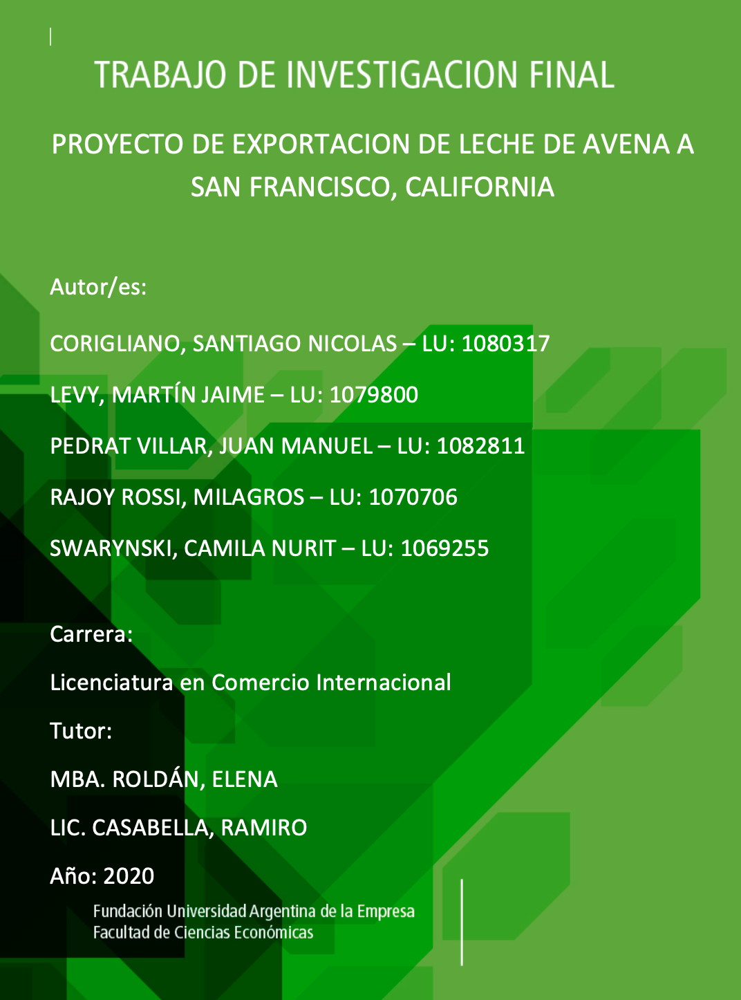 TRABAJO DE INVESTIGACION FINAL
PROYECTO DE EXPORTACION DE LECHE DE AVENA A
SAN FRANCISCO, CALIFORNIA
Autor/es:
CORIGLIANO, SANTIAGO NICOLAS – LU: 1080317
LEVY, MARTÍN JAIME – LU: 1079800
PEDRAT VILLAR, JUAN MANUEL – LU: 1082811
RAJOY ROSSI, MILAGROS – LU: 1070706
SWARYNSKI, CAMILA NURIT – LU: 1069255
Carrera:
Licenciatura en Comercio Internacional
Tutor:
MBA. ROLDÁN, ELENA
LIC. CASABELLA, RAMIRO
Año: 2020
Fundación Universidad Argentina de la Empresa
Facultad de Ciencias Económicas